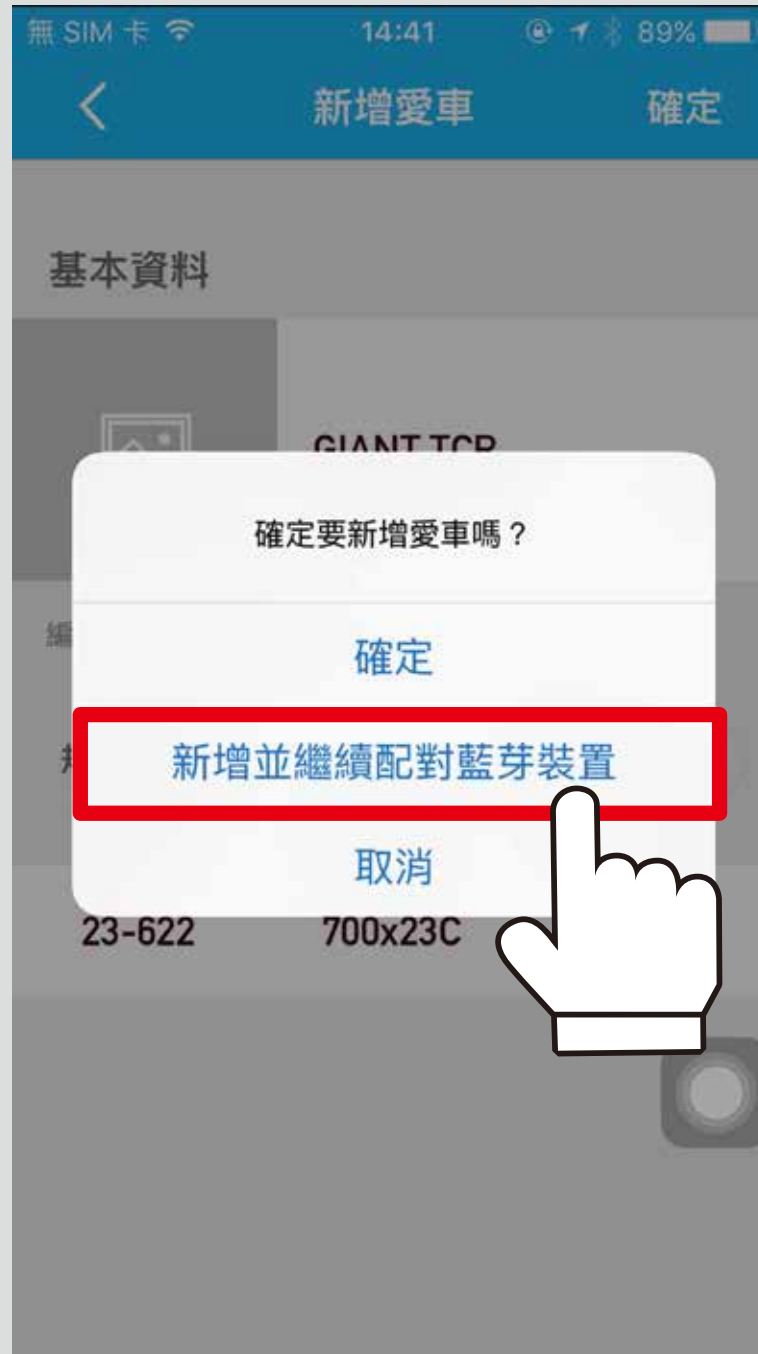 無 SIM 卡 14:41 89%
新增愛車 確定
基本資料
GIANT TCR
確定要新增愛車嗎？
確定
編
新增並繼續配對藍芽裝置
取消
23-622 700x23C